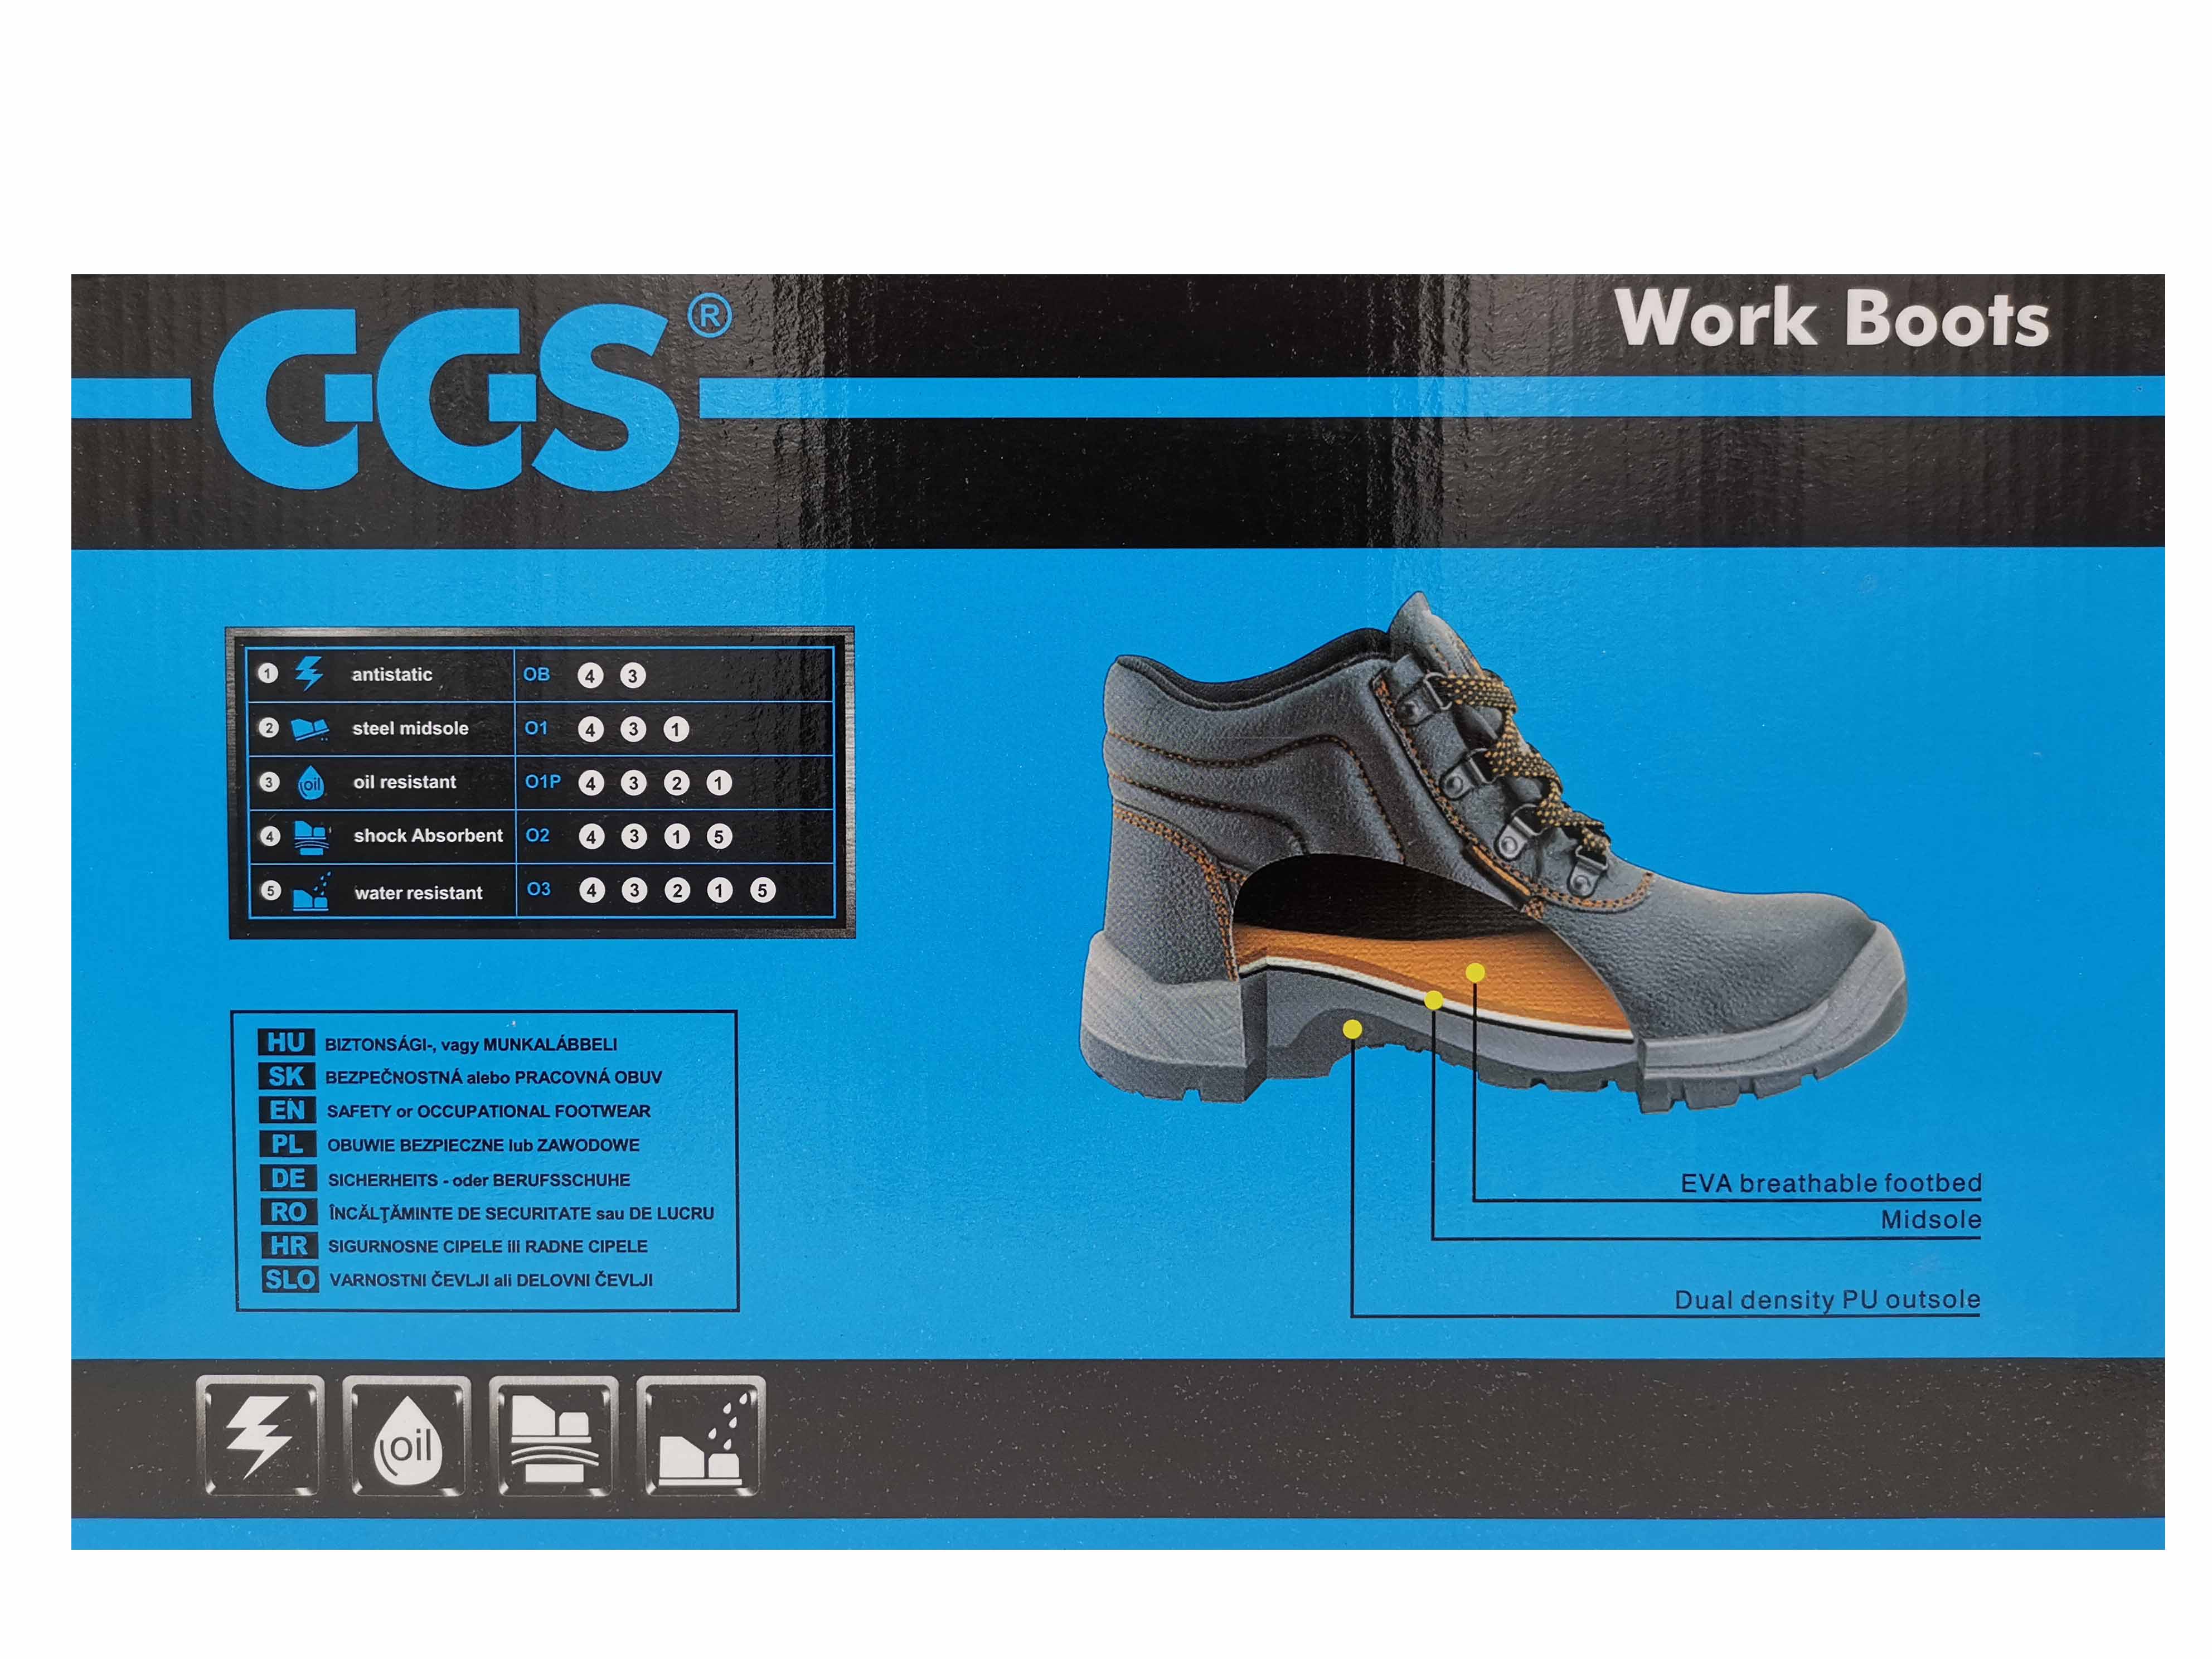 GGS®
Work Boots
1 antistatic OB 4 3
2 steel midsole O1 4 3 1
3 oil oil resistant O1P 4 3 2 1
4 shock Absorbent O2 4 3 1 5
5 water resistant O3 4 3 2 1 5
HU BIZTONSÁGI-, vagy MUNKALÁBBELI
SK BEZPEČNOSTNÁ alebo PRACOVNÁ OBUV
EN SAFETY or OCCUPATIONAL FOOTWEAR
PL OBUWIE BEZPIECZNE lub ZAWODOWE
DE SICHERHEITS - oder BERUFSSCHUHE
RO ÎNCĂLŢĂMINTE DE SECURITATE sau DE LUCRU
HR SIGURNOSNE CIPELE ili RADNE CIPELE
SLO VARNOSTNI ČEVLJI ali DELOVNI ČEVLJI
EVA breathable footbed
Midsole
Dual density PU outsole
oil